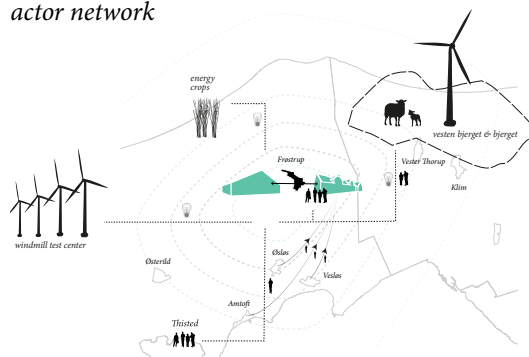 actor network
energy
crops
vesten bjerget & bjerget
Frøstrup
Vester Thorup
Klim
windmill test center
Østerild
Øsløs
Vesløs
Amtoft
Thisted